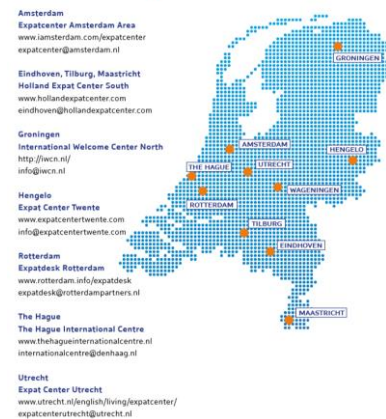 Amsterdam
Expatcenter Amsterdam Area
www.iamsterdam.com/expatcenter
expatcenter@amsterdam.nl
Eindhoven, Tilburg, Maastricht
Holland Expat Center South
www.hollandexpatcenter.com
eindhoven@hollandexpatcenter.com
Groningen
International Welcome Center North
http://iwcn.nl/
info@iwcn.nl
Hengelo
Expat Center Twente
www.expatcentertwente.com
info@expatcentertwente.com
Rotterdam
Expatdesk Rotterdam
www.rotterdam.info/expatdesk
expatdesk@rotterdampartners.nl
The Hague
The Hague International Centre
www.thehagueinternationalcentre.nl
internationalcentre@denhaag.nl
Utrecht
Expat Center Utrecht
www.utrecht.nl/english/living/expatcenter/
expatcenterutrecht@utrecht.nl
GRONINGEN
AMSTERDAM
HENGELO
THE HAGUE
UTRECHT
WAGENINGEN
ROTTERDAM
TILBURG
EINDHOVEN
MAASTRICHT